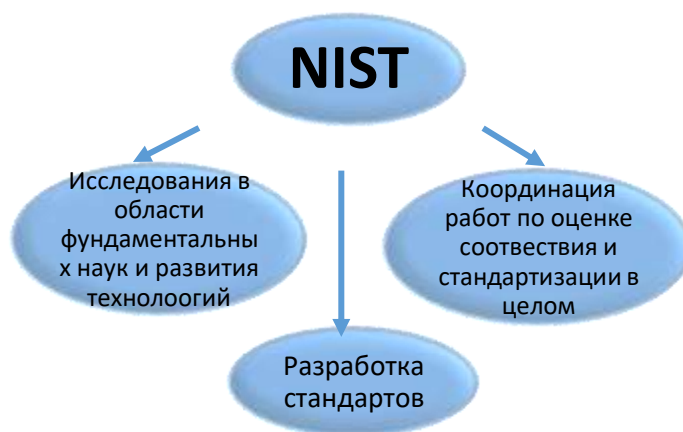 NIST
Исследования в
области
фундаментальны
х наук и развития
технолоогий
Координация
работ по оценке
соотвествия и
стандартизации в
целом
Разработка
стандартов